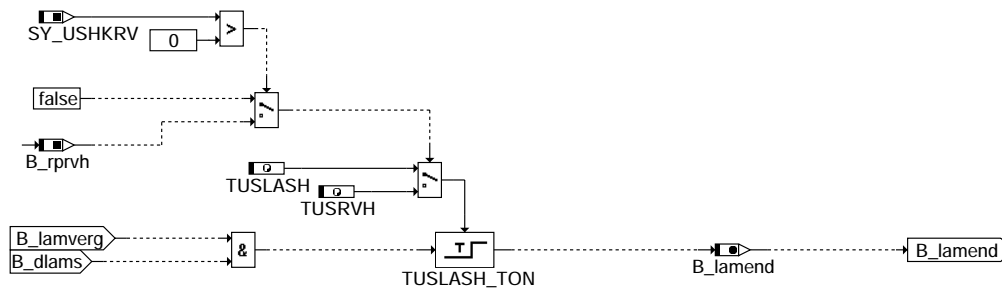 SY_USHKRV
0
>
false
B_rprvh
TUSLASH
TUSRVH
B_lamverg
B_dlams
&
T
TUSLASH_TON
B_lamend
B_lamend